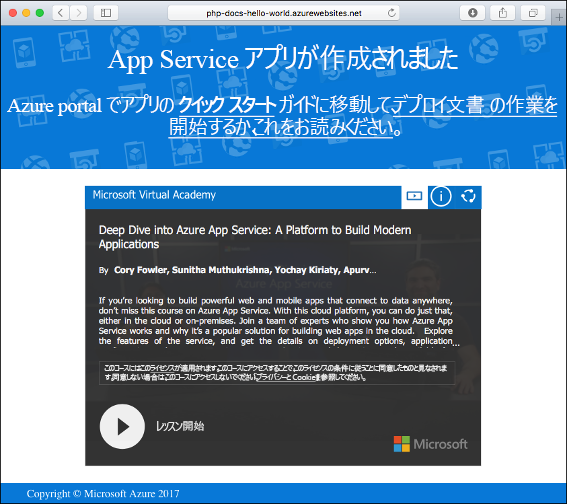 php-docs-hello-world.azurewebsites.net
App Service アプリが作成されました
Azure portal でアプリの クイック スタート ガイドに移動して、デプロイ文書 の作業を
開始するか、これをお読みください。
Microsoft Virtual Academy
Deep Dive into Azure App Service: A Platform to Build Modern
Applications
By Cory Fowler, Sunitha Muthukrishna, Yochay Kiriaty, Apurv...
If you're looking to build powerful web and mobile apps that connect to data anywhere,
don't miss this course on Azure App Service. With this cloud platform, you can do just that,
either in the cloud or on-premises. Join a team of experts who show you how Azure App
Service works and why it's a popular solution for building web apps in the cloud. Explore
the features of the service, and get the details on deployment options, application
このコースにはこのライセンスが適用されます。このコースにアクセスすることで、このライセンスの条件に従うことに同意したものと見なされま
す。同意しない場合は、このコースにアクセスしないでください。プライバシーと Cookieを参照してください。
レッスン開始
Microsoft
Copyright © Microsoft Azure 2017